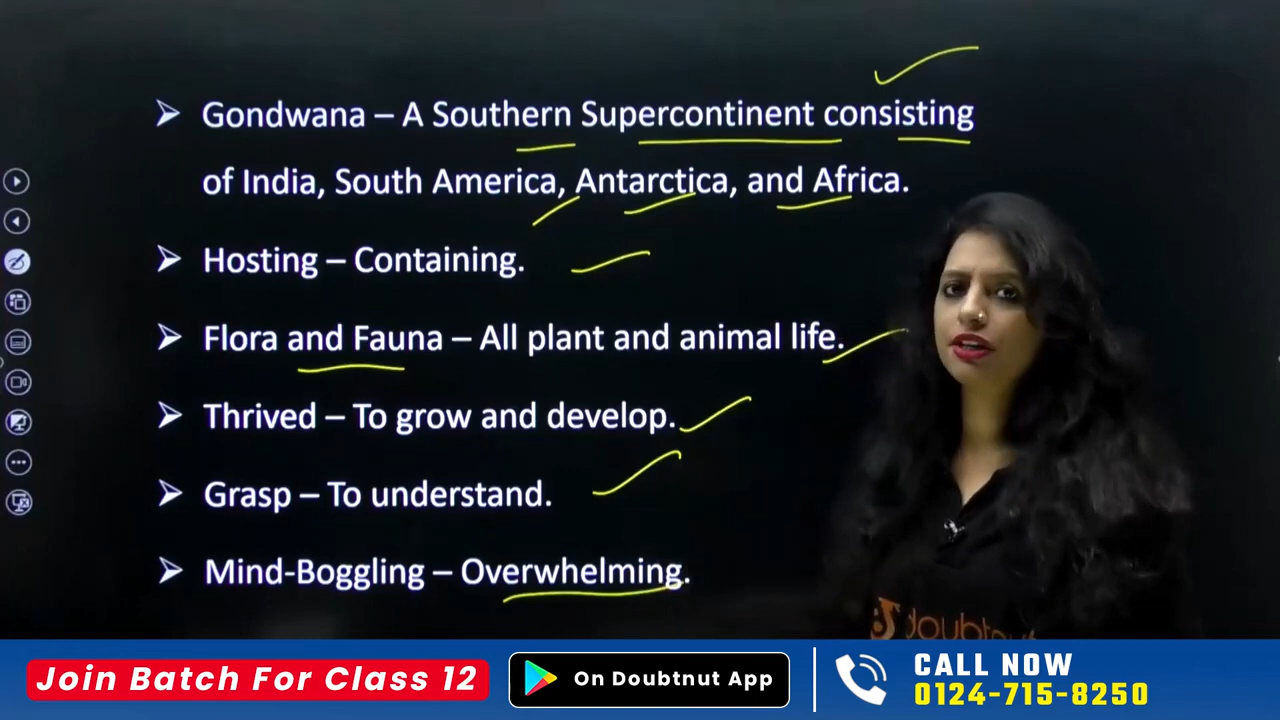 ➢ Gondwana – A Southern Supercontinent consisting
of India, South America, Antarctica, and Africa.
➢ Hosting – Containing.
➢ Flora and Fauna – All plant and animal life.
➢ Thrived – To grow and develop.
➢ Grasp – To understand.
➢ Mind-Boggling – Overwhelming.
Join Batch For Class 12
On Doubtnut App
CALL NOW
0124-715-8250